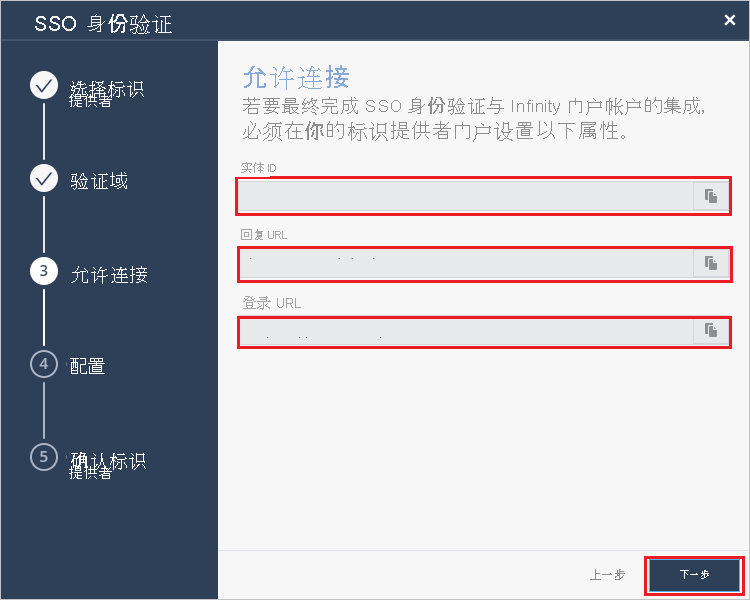 SSO 身份验证
选择标识
提供者
验证域
3 允许连接
4 配置
5 确认标识
提供者
允许连接
若要最终完成 SSO 身份验证与 Infinity 门户帐户的集成,
必须在你的标识提供者门户设置以下属性。
实体 ID
回复 URL
登录 URL
上一步
下一步